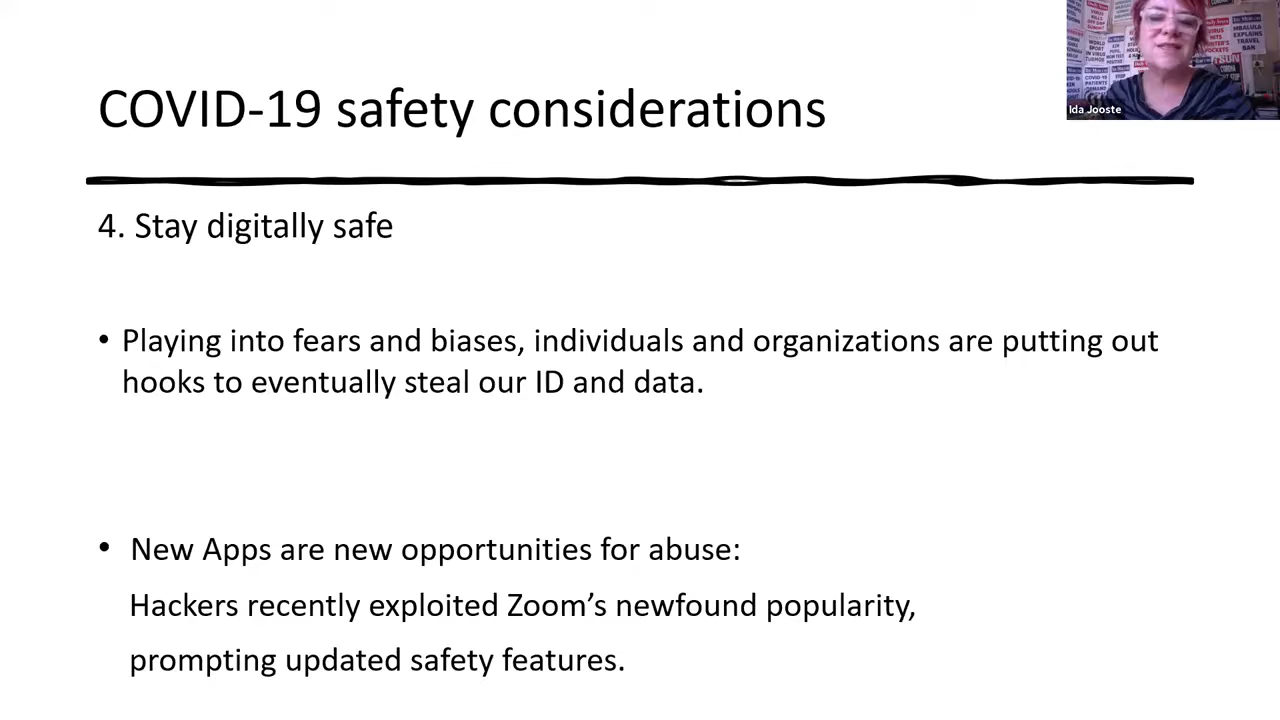 COVID-19 safety considerations
Ida Jooste
4. Stay digitally safe
• Playing into fears and biases, individuals and organizations are putting out
hooks to eventually steal our ID and data.
• New Apps are new opportunities for abuse:
Hackers recently exploited Zoom’s newfound popularity,
prompting updated safety features.